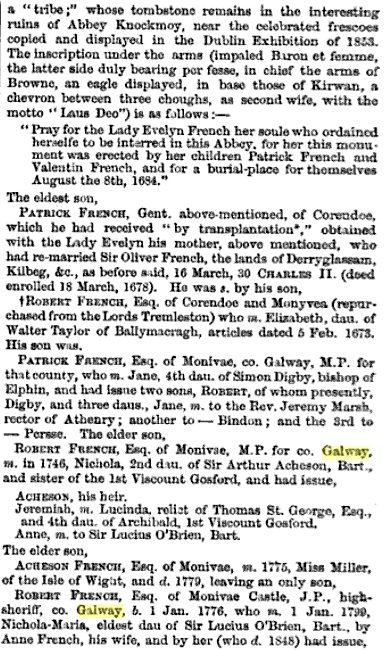 a "tribe;" whose tombstone remains in the interesting
ruins of Abbey Knockmoy, near the celebrated frescoes
copied and displayed in the Dublin Exhibition of 1853.
The inscription under the arms (impaled Baron et femme,
the latter side duly bearing per fesse, in chief the arms of
Browne, an eagle displayed, in base those of Kirwan, a
chevron between three choughs, as second wife, with the
motto "Laus Deo") is as follows:—
"Pray for the Lady Evelyn French her soule who ordained
herselfe to be interred in this Abbey, for her this monu-
ment was erected by her children Patrick French and
Valentin French, and for a burial-place for themselves
August the 8th, 1684."
The eldest son,
PATRICK FRENCH, Gent. above-mentioned, of Corendoe,
which he had received "by transplantation*," obtained
with the Lady Evelyn his mother, above mentioned, who
had re-married Sir Oliver French, the lands of Derryglassam,
Kilbeg, &c., as before said, 16 March, 30 CHARLES II. (deed
enrolled 18 March, 1678). He was s. by his son,
†ROBERT FRENCH, Esq. of Corendoe and Monyvea (repur-
chased from the Lords Tremleston) who m. Elizabeth, dau. of
Walter Taylor of Ballymacragh, articles dated 5 Feb. 1673.
His son was.
PATRICK FRENCH, Esq. of Monivae, co. Galway, M.P. for
that county, who m. Jane, 4th dau. of Simon Digby, bishop of
Elphin, and had issue two sons, ROBERT, of whom presently,
Digby, and three daus., Jane, m. to the Rev. Jeremy Marsh,
rector of Athenry; another to — Bindon; and the 3rd to
— Persse. The elder son,
ROBERT FRENCH, Esq. of Monivae, M.P. for co. Galway,
m. in 1746, Nichola, 2nd dau. of Sir Arthur Acheson, Bart.,
and sister of the 1st Viscount Gosford, and had issue,
ACHESON, his heir.
Jeremiah, m. Lucinda, relict of Thomas St. George, Esq.,
and 4th dau. of Archibald, 1st Viscount Gosford.
Anne, m. to Sir Lucius O'Brien, Bart.
The elder son,
ACHESON FRENCH, Esq. of Monivae, m. 1775, Miss Miller,
of the Isle of Wight, and d. 1779, leaving an only son,
ROBERT FRENCH, Esq. of Monivae Castle, J.P., high-
sheriff, co. Galway, b. 1 Jan. 1776, who m. 1 Jan. 1799,
Nichola-Maria, eldest dau. of Sir Lucius O'Brien, Bart., by
Anne French, his wife, and by her (who d. 1848) had issue,